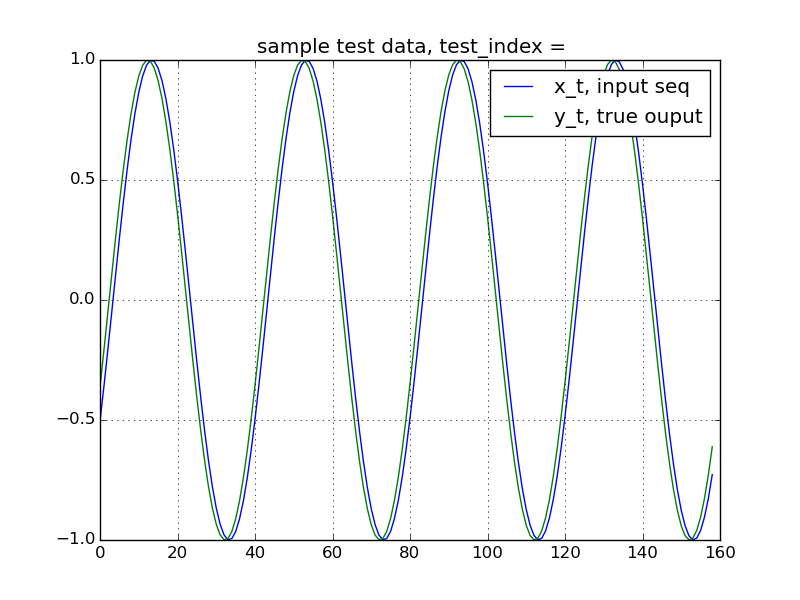 sample test data, test_index =
x_t, input seq
y_t, true ouput
1.0
0.5
0.0
−0.5
−1.0
0 20 40 60 80 100 120 140 160